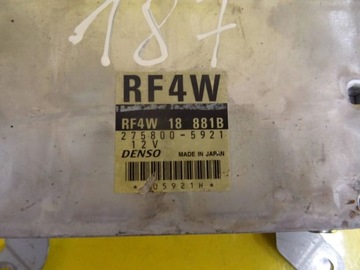 187
RF4W
RF4W 18 881B
275800-5921
12V
DENSO MADE IN JAPAN
*05921H*